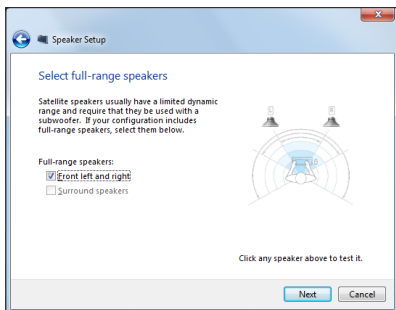 Speaker Setup
Select full-range speakers
Satellite speakers usually have a limited dynamic
range and require that they be used with a
subwoofer. If your configuration includes
full-range speakers, select them below.
Full-range speakers:
Front left and right
Surround speakers
Click any speaker above to test it.
Next
Cancel